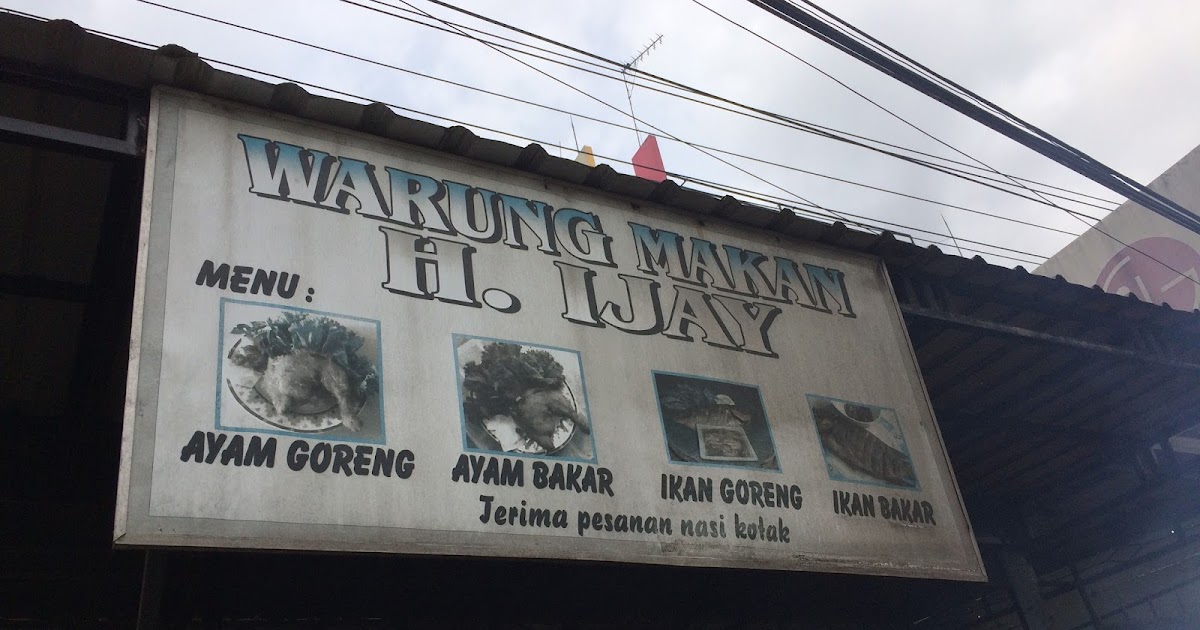 WARUNG MAKAN
H. IJAY
MENU :
AYAM GORENG
AYAM BAKAR
IKAN GORENG
IKAN BAKAR
Terima pesanan nasi kotak